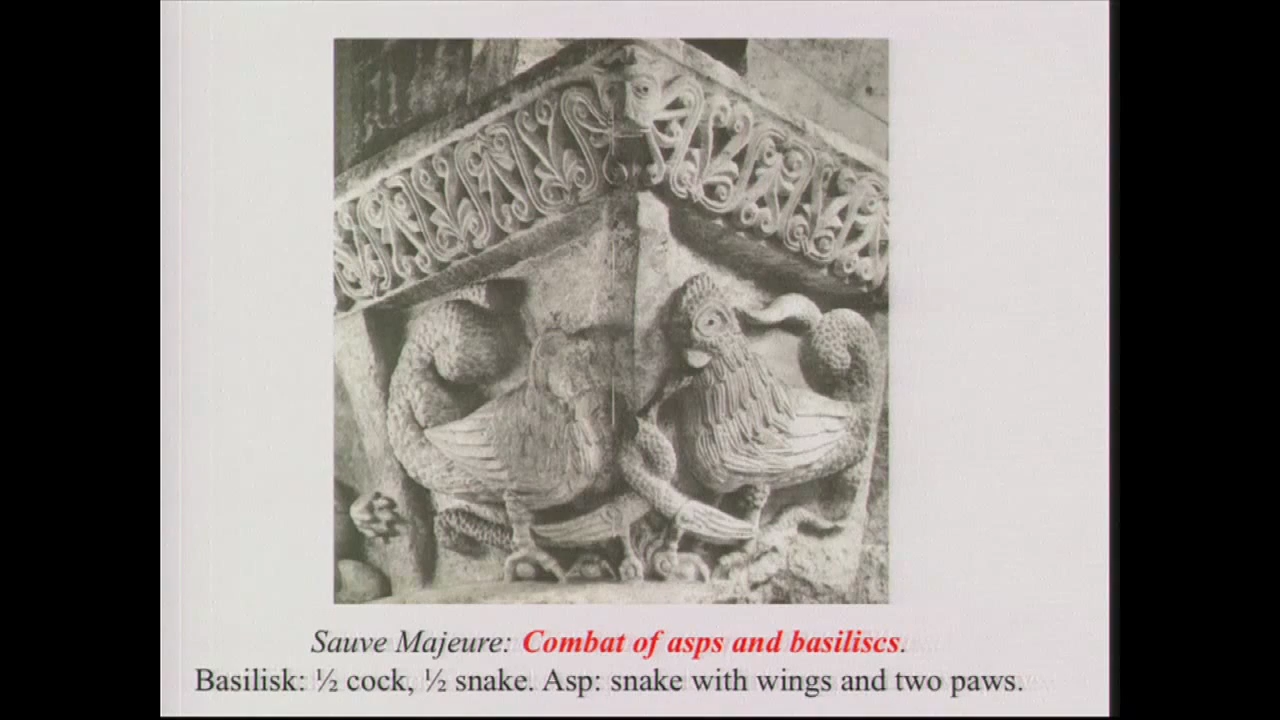 Sauve Majeure: Combat of asps and basiliscs.
Basilisk: ½ cock, ½ snake. Asp: snake with wings and two paws.